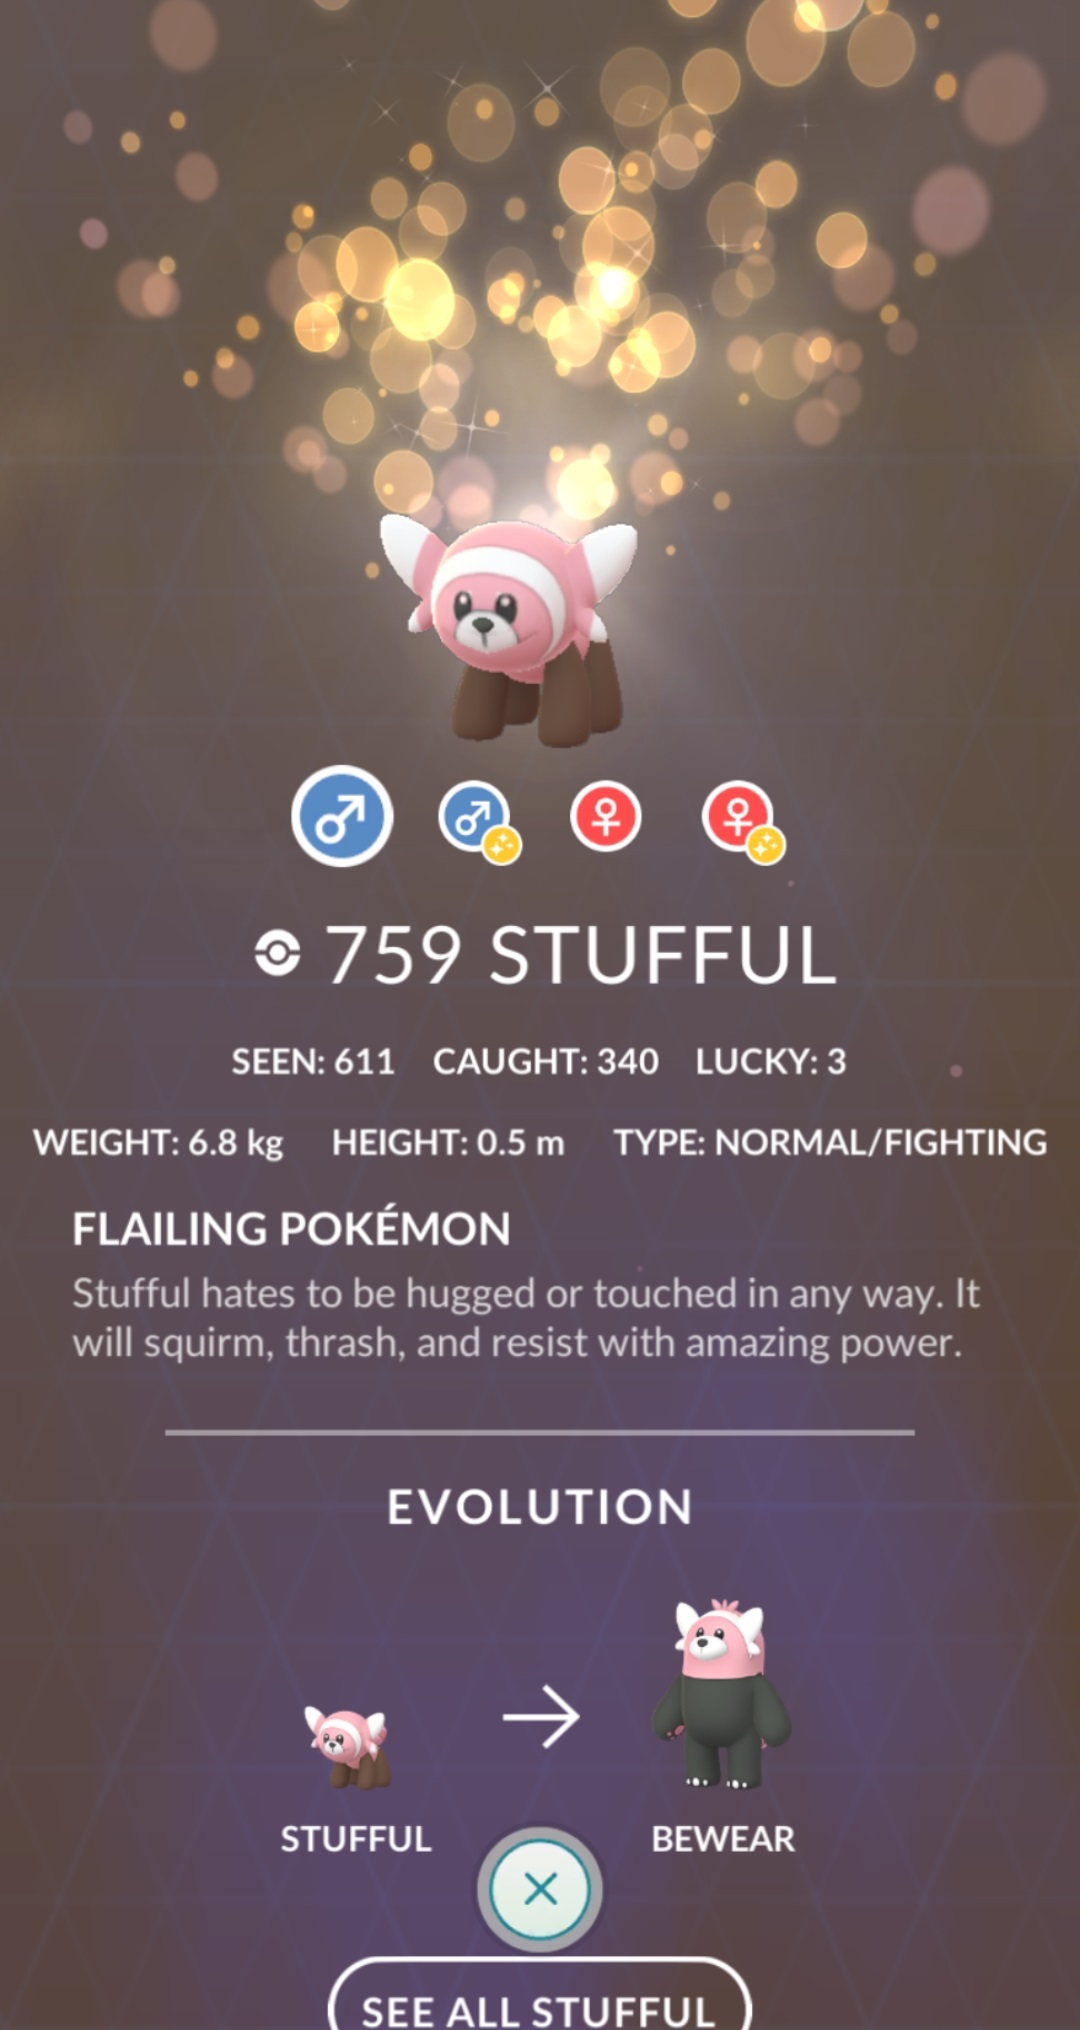 759 STUFFUL
SEEN: 611 CAUGHT: 340 LUCKY: 3
WEIGHT: 6.8 kg HEIGHT: 0.5 m TYPE: NORMAL/FIGHTING
FLAILING POKÉMON
Stufful hates to be hugged or touched in any way. It
will squirm, thrash, and resist with amazing power.
EVOLUTION
STUFFUL BEWEAR
SEE ALL STUFFUL